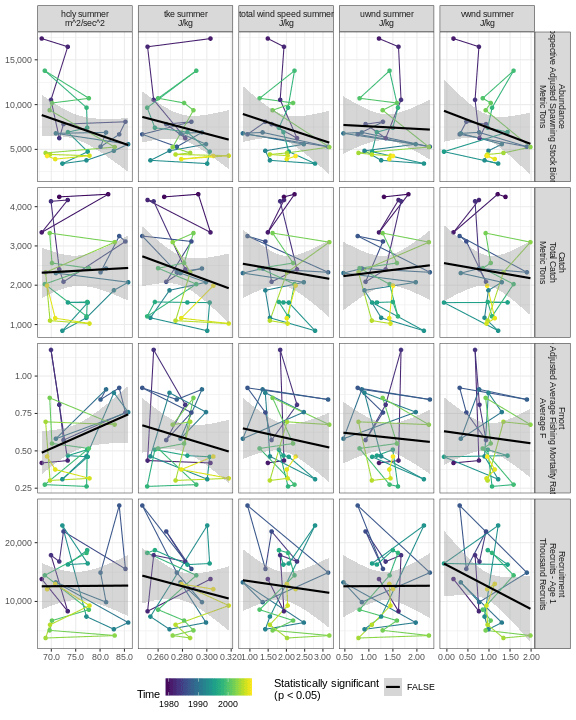 hcly summer
m^2/sec^2
tke summer
J/kg
total wind speed summer
J/kg
uwnd summer
J/kg
vwnd summer
J/kg
15,000
10,000
5,000
Abundance
Adjusted Spawning Stock
Metric Tons
4,000
3,000
2,000
1,000
Catch
Total Catch
Metric Tons
1.00
0.75
0.50
0.25
Fmort
Adjusted Average Fishing Mortality
Average F
20,000
10,000
Recruitment
Recruits - Age 1
Thousand Recruits
70.0 75.0 80.0 85.0
0.260 0.280 0.300 0.320
1.00 1.50 2.00 2.50 3.00
0.50 1.00 1.50 2.00
0.00 0.50 1.00 1.50 2.00
Time
1980 1990 2000
Statistically significant
(p < 0.05)
FALSE